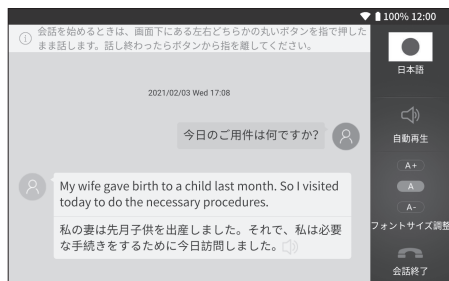 100% 12:00
会話を始めるときは、画面下にある左右どちらかの丸いボタンを指で押した
まま話します。話し終わったらボタンから指を離してください。
日本語
2021/02/03 Wed 17:08
今日のご用件は何ですか?
自動再生
My wife gave birth to a child last month. So I visited
today to do the necessary procedures.
私の妻は先月子供を出産しました。それで、私は必要
な手続きをするために今日訪問しました。
A+
A
A-
フォントサイズ調整
会話終了